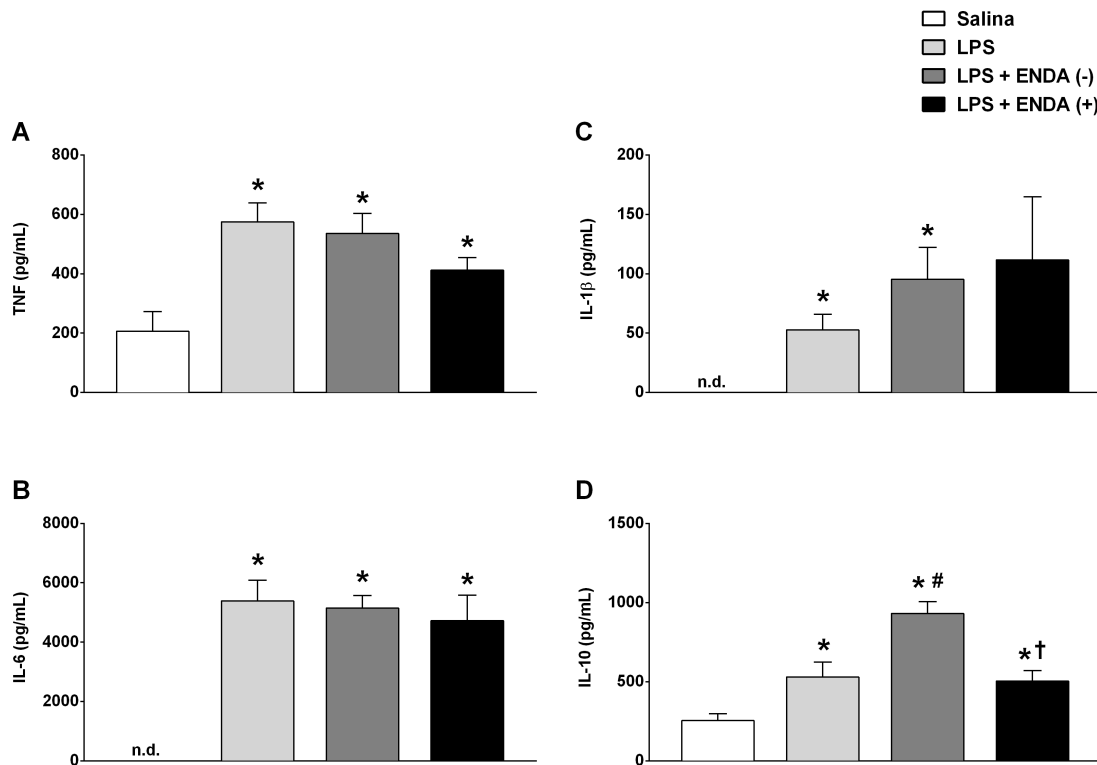 Salina
LPS
LPS + ENDA (-)
LPS + ENDA (+)
A
800
600
400
200
0
TNF (pg/mL)
*
*
*
C
200
150
100
50
0
IL-1β (pg/mL)
n.d.
*
*
B
8000
6000
4000
2000
0
IL-6 (pg/mL)
n.d.
*
*
*
D
1500
1000
500
0
IL-10 (pg/mL)
*
* #
* †